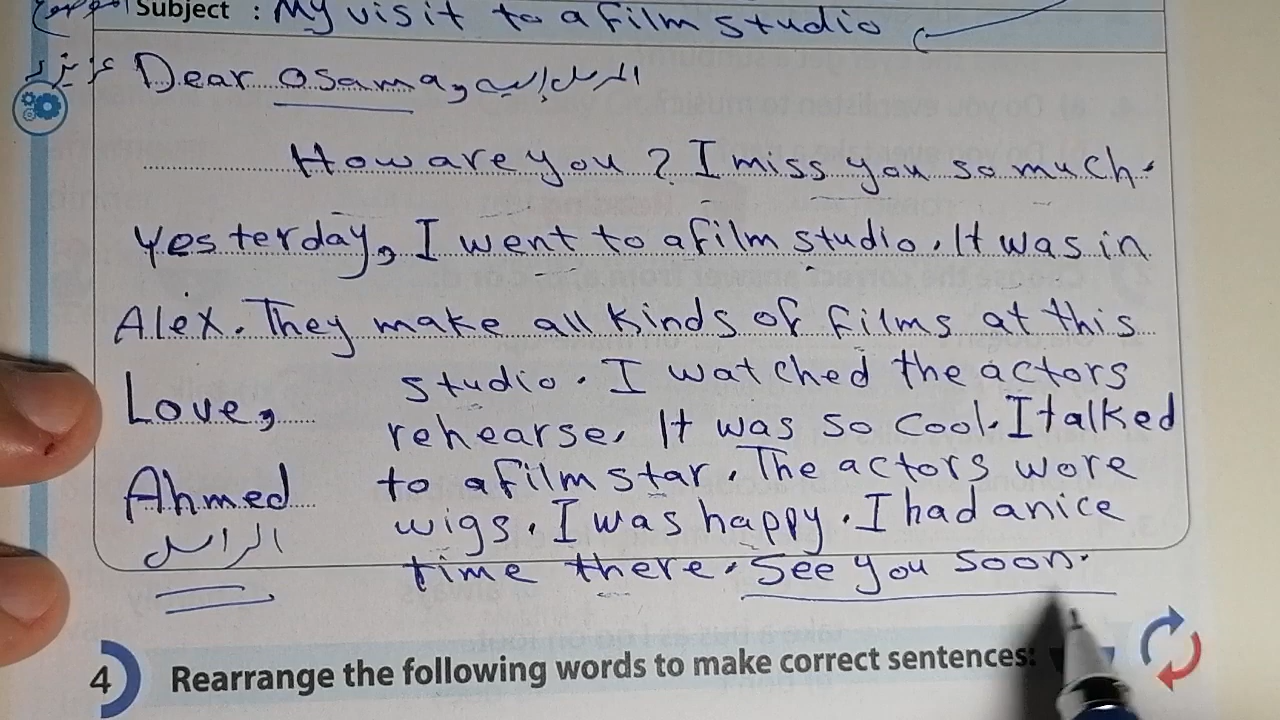 Subject : My visit to a film studio
عزيزي Dear Osama, المرسل إليه
How are you ? I miss you so much.
Yesterday, I went to a film studio. It was in
Alex. They make all kinds of films at this
studio. I watched the actors
Love,
rehearse. It was so cool. I talked
to a film star. The actors wore
Ahmed
wigs. I was happy. I had a nice
الراسل
time there. See you soon.
4 Rearrange the following words to make correct sentences: